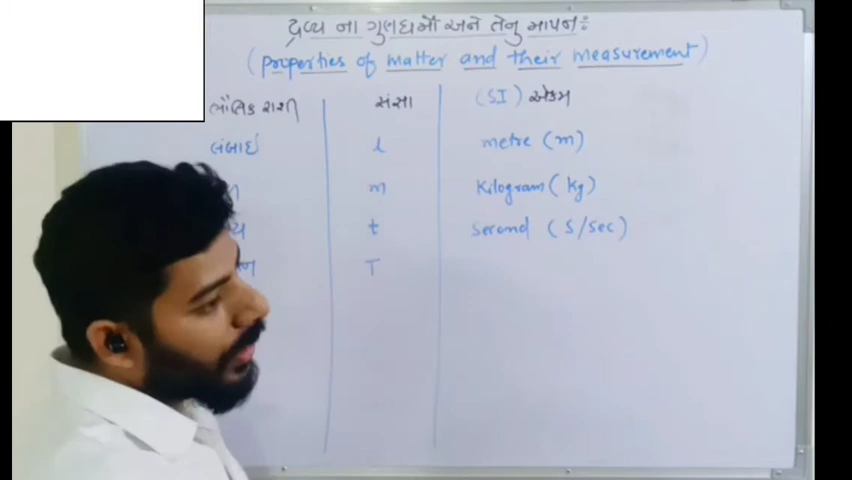 દ્રવ્ય ના ગુણધર્મો અને તેનુ માપન :-
(Properties of matter and their measurement)
ભૌતિક રાશી સંજ્ઞા (SI) એકમ
લંબાઈ l metre (m)
m Kilogram (kg)
t second (s/sec)
T